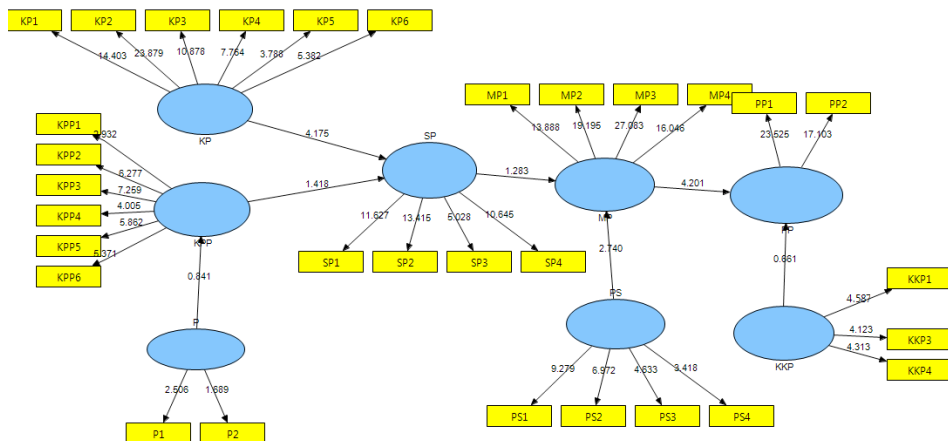 KP1
KP2
KP3
KP4
KP5
KP6
14.403
23.879
10.878
7.764
3.788
5.382
KP
MP1
MP2
MP3
MP4
13.888
19.195
27.083
16.046
PP1
PP2
23.525
17.103
KPP1
KPP2
KPP3
KPP4
KPP5
KPP6
2.932
6.277
7.259
4.005
5.862
5.371
KPP
4.175
1.418
SP
1.283
MP
4.201
PP
11.627
13.415
5.028
10.645
SP1
SP2
SP3
SP4
0.841
2.740
0.661
P
PS
KKP
KKP1
KKP3
KKP4
4.587
4.123
4.313
2.506
1.689
P1
P2
9.279
6.972
4.633
3.418
PS1
PS2
PS3
PS4